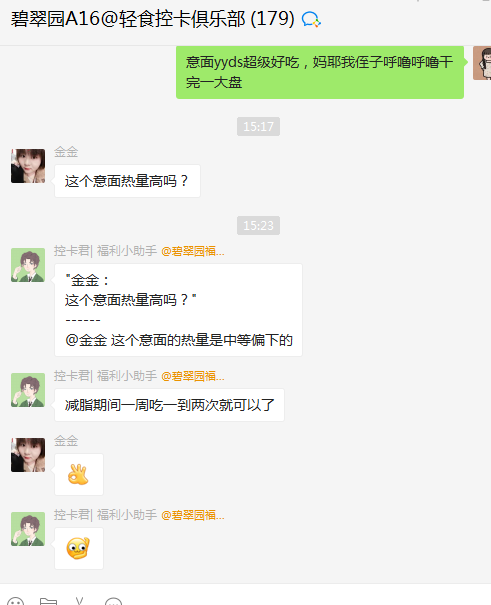 碧翠园A16@轻食控卡俱乐部 (179)
意面yyds超级好吃，妈耶我侄子呼噜呼噜干
完一大盘
15:17
金金
这个意面热量高吗？
15:23
控卡君| 福利小助手 @碧翠园福...
"金金：
这个意面热量高吗？"
------
@金金 这个意面的热量是中等偏下的
控卡君| 福利小助手 @碧翠园福...
减脂期间一周吃一到两次就可以了
金金
控卡君| 福利小助手 @碧翠园福...